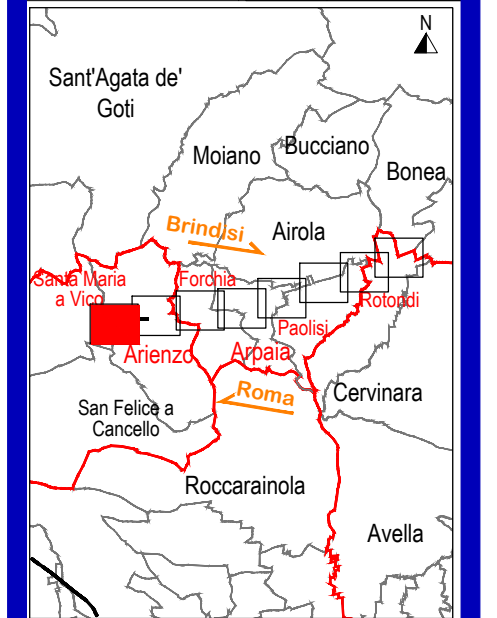 N
Sant'Agata de'
Goti
Bucciano
Moiano
Bonea
Brindisi
Airola
Santa Maria
a Vico
Forchia
Rotondi
Paolisi
Arienzo
Arpaia
Roma
Cervinara
San Felice a
Cancello
Roccarainola
Avella